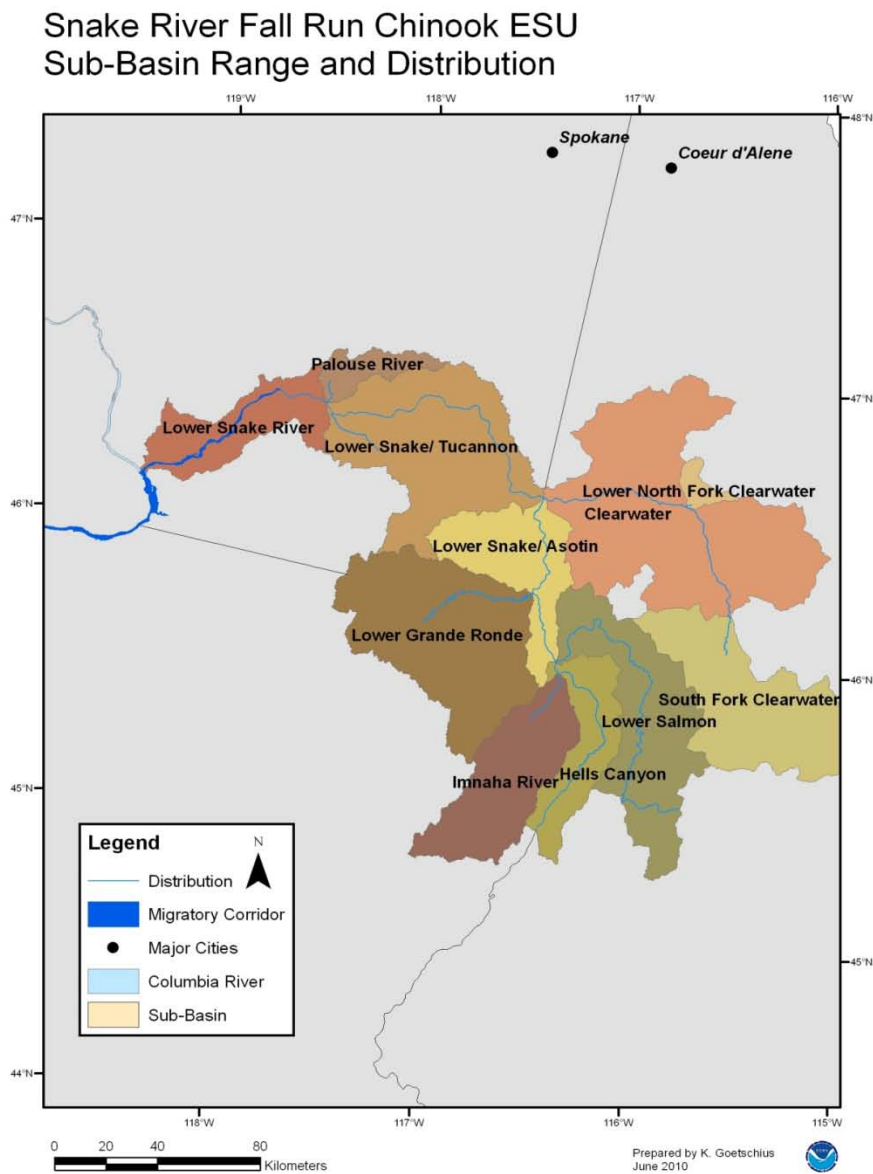 Snake River Fall Run Chinook ESU
Sub-Basin Range and Distribution
119°W
118°W
117°W
116°W
48°N
Spokane
Coeur d'Alene
47°N
47°N
Palouse River
Lower Snake River
Lower Snake/ Tucannon
Lower North Fork Clearwater
46°N
Clearwater
Lower Snake/ Asotin
Lower Grande Ronde
46°N
South Fork Clearwater
Lower Salmon
Hells Canyon
Imnaha River
45°N
Legend
N
Distribution
Migratory Corridor
Major Cities
Columbia River
Sub-Basin
45°N
44°N
118°W
117°W
116°W
115°W
0 20 40 80
Kilometers
Prepared by K. Goetschius
June 2010